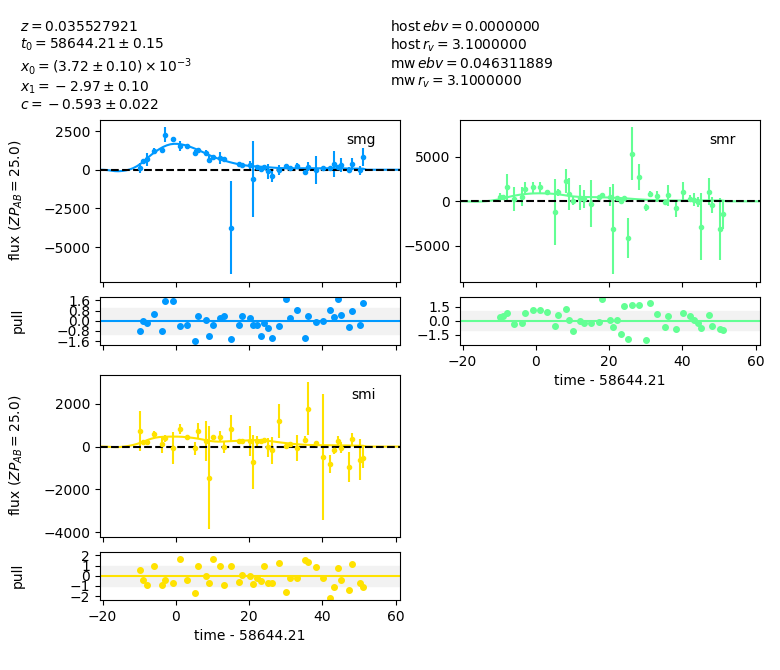 z = 0.035527921
t₀ = 58644.21 ± 0.15
x₀ = (3.72 ± 0.10) × 10⁻³
x₁ = −2.97 ± 0.10
c = −0.593 ± 0.022
host ebv = 0.0000000
host r_v = 3.1000000
mw ebv = 0.046311889
mw r_v = 3.1000000
smg
2500
0
−2500
−5000
flux (ZP_AB = 25.0)
1.6
0.8
0.0
−0.8
−1.6
pull
smr
5000
0
−5000
1.5
0.0
−1.5
−20 0 20 40 60
time - 58644.21
smi
2000
0
−2000
−4000
flux (ZP_AB = 25.0)
2
1
0
−1
−2
pull
−20 0 20 40 60
time - 58644.21